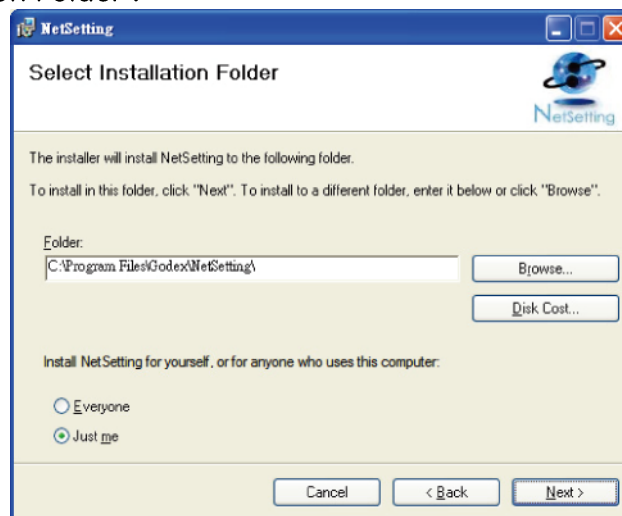 NetSetting
Select Installation Folder
NetSetting
The installer will install NetSetting to the following folder.
To install in this folder, click "Next". To install to a different folder, enter it below or click "Browse".
Folder:
C:\Program Files\Godex\NetSetting\
Browse...
Disk Cost...
Install NetSetting for yourself, or for anyone who uses this computer:
Everyone
Just me
Cancel
< Back
Next >